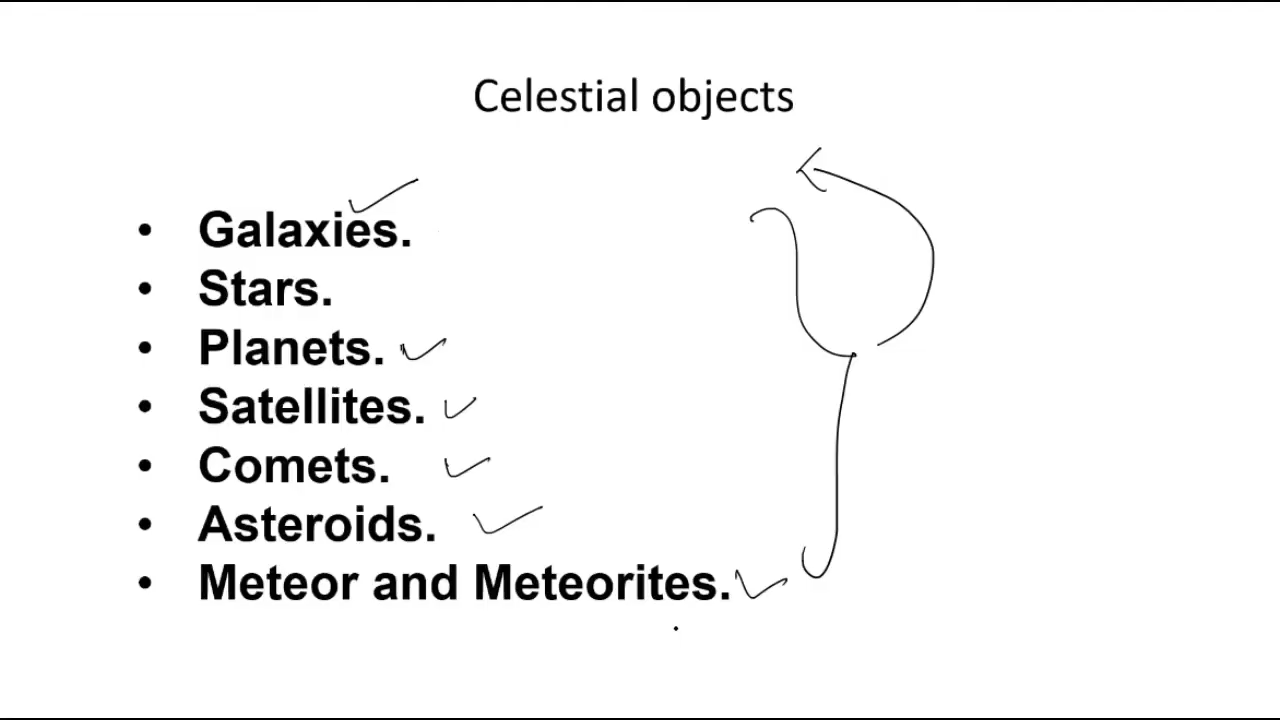 Celestial objects
• Galaxies.
• Stars.
• Planets.
• Satellites.
• Comets.
• Asteroids.
• Meteor and Meteorites.